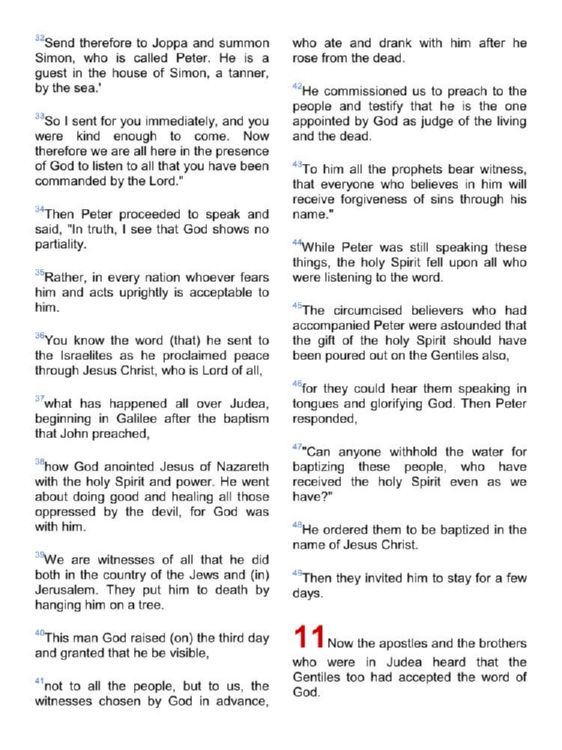 32Send therefore to Joppa and summon
Simon, who is called Peter. He is a
guest in the house of Simon, a tanner,
by the sea.'
33So I sent for you immediately, and you
were kind enough to come. Now
therefore we are all here in the presence
of God to listen to all that you have been
commanded by the Lord."
34Then Peter proceeded to speak and
said, "In truth, I see that God shows no
partiality.
35Rather, in every nation whoever fears
him and acts uprightly is acceptable to
him.
36You know the word (that) he sent to
the Israelites as he proclaimed peace
through Jesus Christ, who is Lord of all,
37what has happened all over Judea,
beginning in Galilee after the baptism
that John preached,
38how God anointed Jesus of Nazareth
with the holy Spirit and power. He went
about doing good and healing all those
oppressed by the devil, for God was
with him.
39We are witnesses of all that he did
both in the country of the Jews and (in)
Jerusalem. They put him to death by
hanging him on a tree.
40This man God raised (on) the third day
and granted that he be visible,
41not to all the people, but to us, the
witnesses chosen by God in advance,
who ate and drank with him after he
rose from the dead.
42He commissioned us to preach to the
people and testify that he is the one
appointed by God as judge of the living
and the dead.
43To him all the prophets bear witness,
that everyone who believes in him will
receive forgiveness of sins through his
name."
44While Peter was still speaking these
things, the holy Spirit fell upon all who
were listening to the word.
45The circumcised believers who had
accompanied Peter were astounded that
the gift of the holy Spirit should have
been poured out on the Gentiles also,
46for they could hear them speaking in
tongues and glorifying God. Then Peter
responded,
47"Can anyone withhold the water for
baptizing these people, who have
received the holy Spirit even as we
have?"
48He ordered them to be baptized in the
name of Jesus Christ.
49Then they invited him to stay for a few
days.
11 Now the apostles and the brothers
who were in Judea heard that the
Gentiles too had accepted the word of
God.